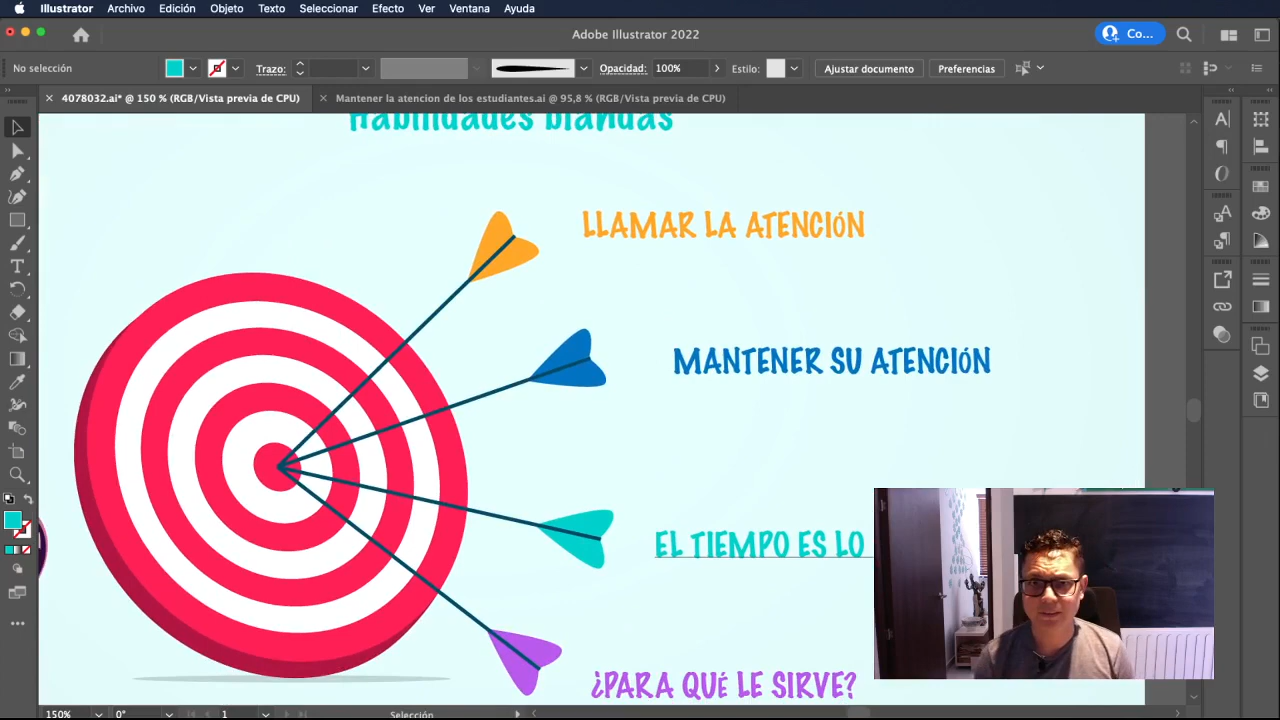 Illustrator Archivo Edición Objeto Texto Seleccionar Efecto Ver Ventana Ayuda
Adobe Illustrator 2022
Co...
No selección
Trazo:
Opacidad: 100%
Estilo:
Ajustar documento
Preferencias
4078032.ai* @ 150 % (RGB/Vista previa de CPU)
Mantener la atencion de los estudiantes.ai @ 95,8 % (RGB/Vista previa de CPU)
Habilidades blandas
LLAMAR LA ATENCIÓN
MANTENER SU ATENCIÓN
EL TIEMPO ES LO
¿PARA QUÉ LE SIRVE?
150% 0° 1 Selección